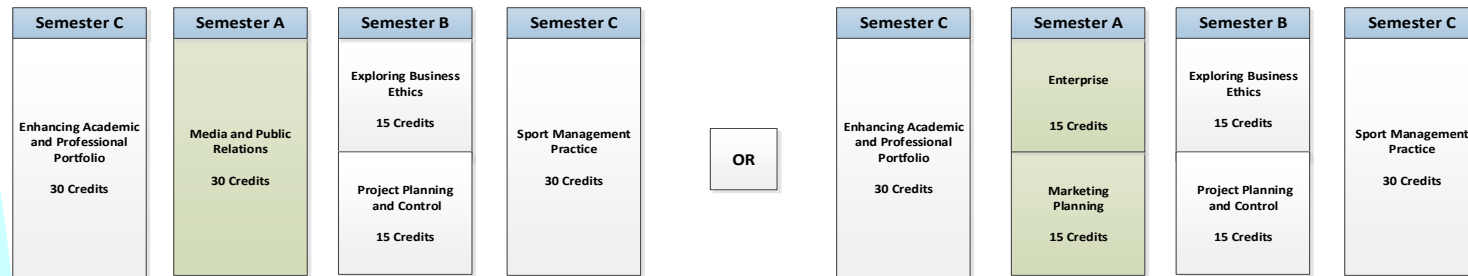 Semester C
Enhancing Academic
and Professional
Portfolio
30 Credits
Semester A
Media and Public
Relations
30 Credits
Semester B
Exploring Business
Ethics
15 Credits
Project Planning
and Control
15 Credits
Semester C
Sport Management
Practice
30 Credits
OR
Semester C
Enhancing Academic
and Professional
Portfolio
30 Credits
Semester A
Enterprise
15 Credits
Marketing
Planning
15 Credits
Semester B
Exploring Business
Ethics
15 Credits
Project Planning
and Control
15 Credits
Semester C
Sport Management
Practice
30 Credits